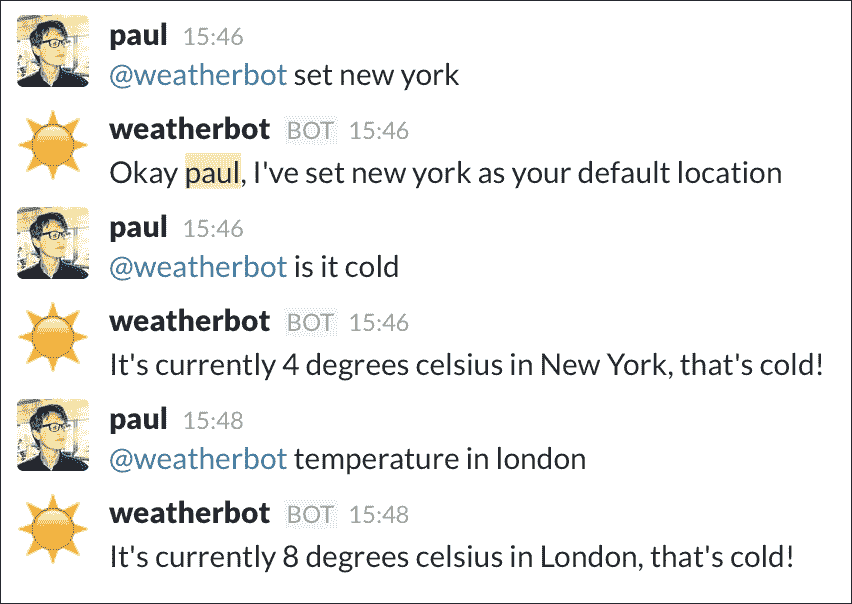 paul 15:46
@weatherbot set new york
weatherbot BOT 15:46
Okay paul, I've set new york as your default location
paul 15:46
@weatherbot is it cold
weatherbot BOT 15:46
It's currently 4 degrees celsius in New York, that's cold!
paul 15:48
@weatherbot temperature in london
weatherbot BOT 15:48
It's currently 8 degrees celsius in London, that's cold!